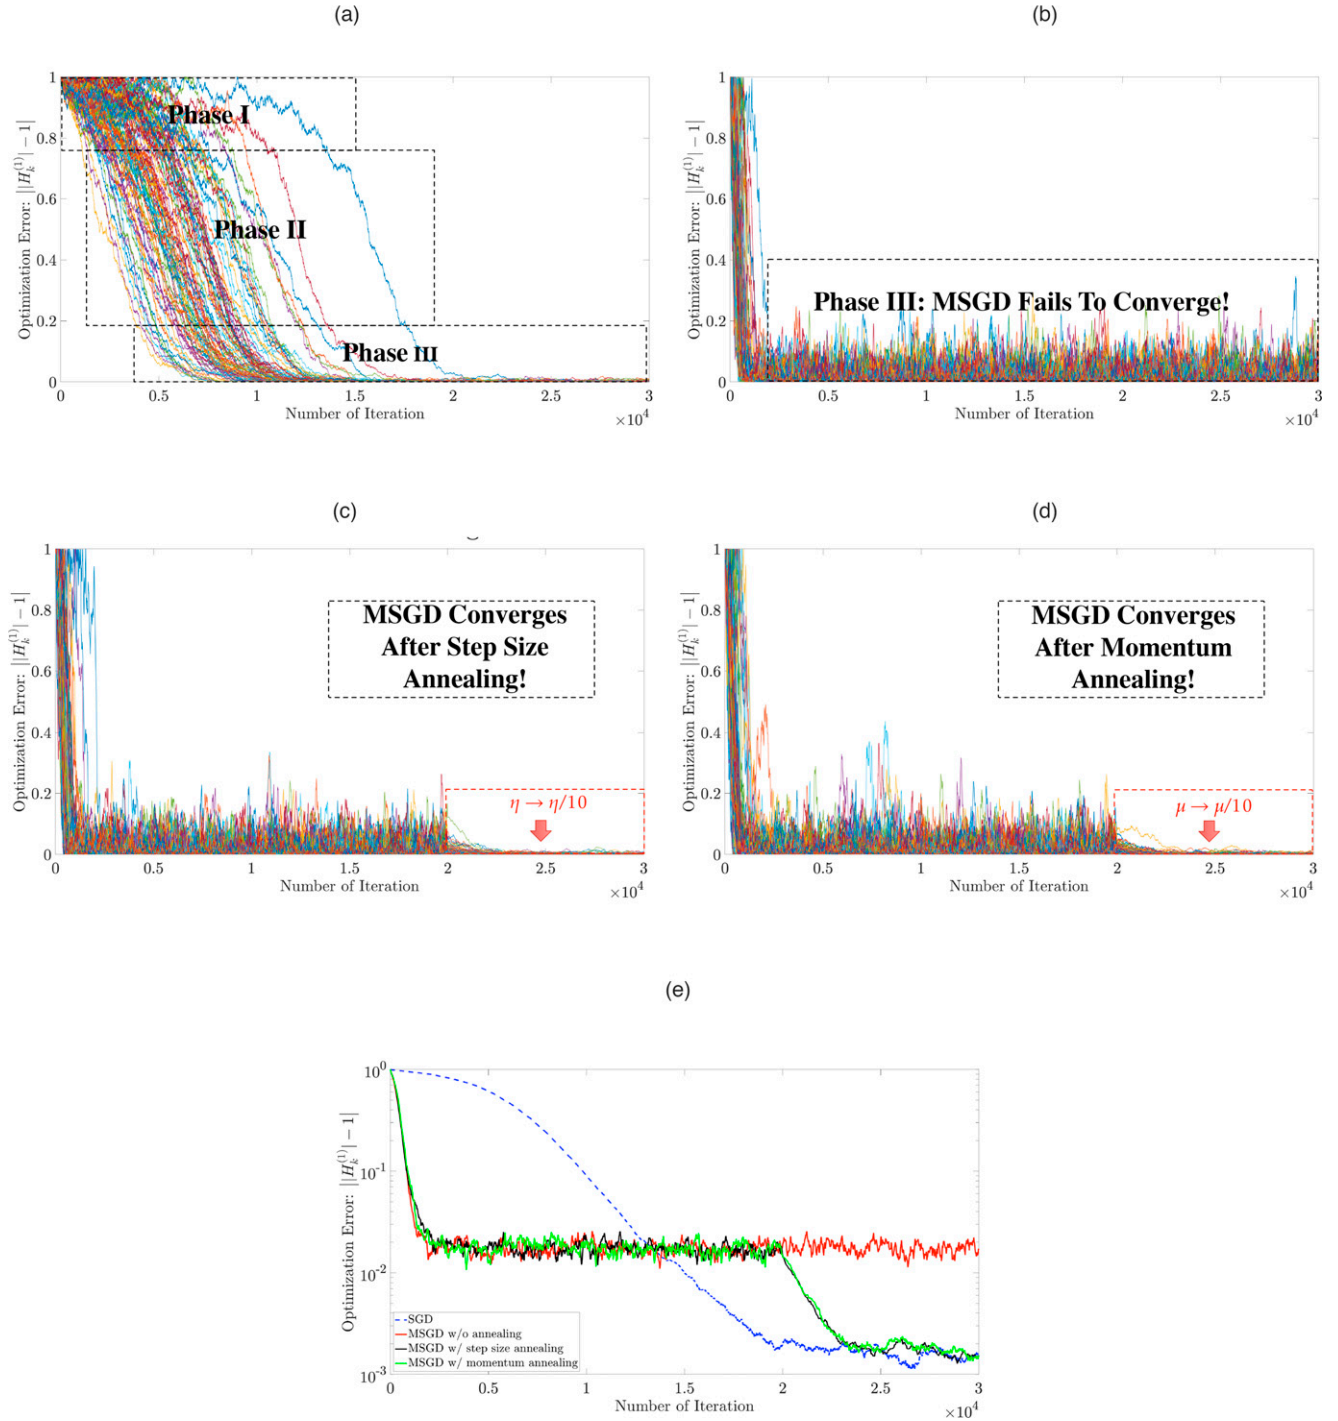 (a)
(b)
Optimization Error: ||H_k^{(1)}| − 1|
1
0.8
0.6
0.4
0.2
0
Phase I
Phase II
Phase III
0
0.5
1
1.5
2
2.5
3
Number of Iteration
×10^4
Optimization Error: ||H_k^{(1)}| − 1|
1
0.8
0.6
0.4
0.2
0
Phase III: MSGD Fails To Converge!
0
0.5
1
1.5
2
2.5
3
Number of Iteration
×10^4
(c)
(d)
Optimization Error: ||H_k^{(1)}| − 1|
1
0.8
0.6
0.4
0.2
0
MSGD Converges
After Step Size
Annealing!
η → η/10
0
0.5
1
1.5
2
2.5
3
Number of Iteration
×10^4
Optimization Error: ||H_k^{(1)}| − 1|
1
0.8
0.6
0.4
0.2
0
MSGD Converges
After Momentum
Annealing!
μ → μ/10
0
0.5
1
1.5
2
2.5
3
Number of Iteration
×10^4
(e)
Optimization Error: ||H_k^{(1)}| − 1|
10^0
10^-1
10^-2
10^-3
SGD
MSGD w/o annealing
MSGD w/ step size annealing
MSGD w/ momentum annealing
0
0.5
1
1.5
2
2.5
3
Number of Iteration
×10^4